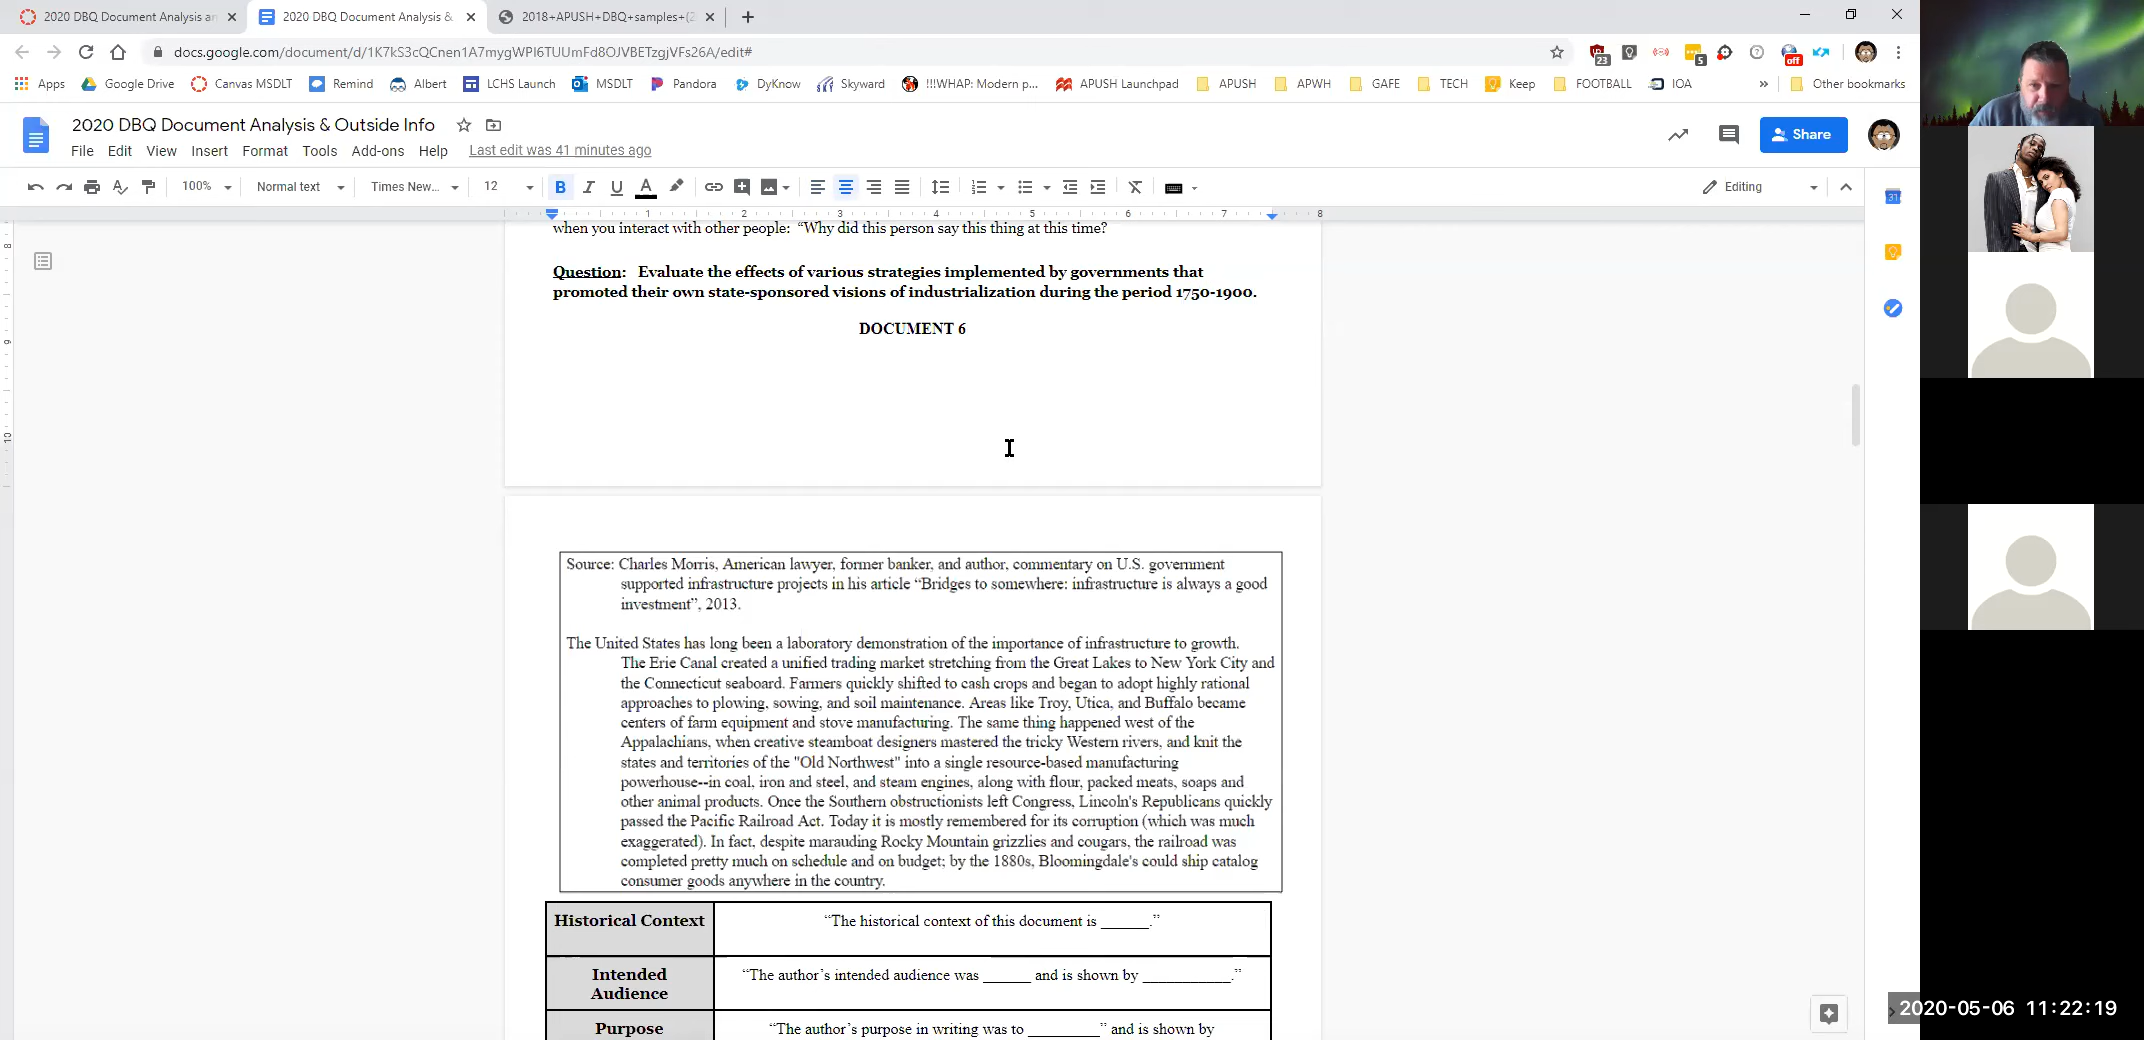 2020 DBQ Document Analysis an
2020 DBQ Document Analysis &
2018+APUSH+DBQ+samples+(2
docs.google.com/document/d/1K7kS3cQCnen1A7mygWPI6TUUmFd8OJVBETzgjVFs26A/edit#
23
5
off
Apps Google Drive Canvas MSDLT Remind Albert LCHS Launch MSDLT Pandora DyKnow Skyward !!!WHAP: Modern p... APUSH Launchpad APUSH APWH GAFE TECH Keep FOOTBALL IOA » Other bookmarks
2020 DBQ Document Analysis & Outside Info
Share
File Edit View Insert Format Tools Add-ons Help Last edit was 41 minutes ago
100% Normal text Times New... 12 B I U A Editing
1 2 3 4 5 6 7 8
31
8
9
10
when you interact with other people: “Why did this person say this thing at this time?
Question: Evaluate the effects of various strategies implemented by governments that
promoted their own state-sponsored visions of industrialization during the period 1750-1900.
DOCUMENT 6
Source: Charles Morris, American lawyer, former banker, and author, commentary on U.S. government
supported infrastructure projects in his article “Bridges to somewhere: infrastructure is always a good
investment”, 2013.
The United States has long been a laboratory demonstration of the importance of infrastructure to growth.
The Erie Canal created a unified trading market stretching from the Great Lakes to New York City and
the Connecticut seaboard. Farmers quickly shifted to cash crops and began to adopt highly rational
approaches to plowing, sowing, and soil maintenance. Areas like Troy, Utica, and Buffalo became
centers of farm equipment and stove manufacturing. The same thing happened west of the
Appalachians, when creative steamboat designers mastered the tricky Western rivers, and knit the
states and territories of the "Old Northwest" into a single resource-based manufacturing
powerhouse--in coal, iron and steel, and steam engines, along with flour, packed meats, soaps and
other animal products. Once the Southern obstructionists left Congress, Lincoln's Republicans quickly
passed the Pacific Railroad Act. Today it is mostly remembered for its corruption (which was much
exaggerated). In fact, despite marauding Rocky Mountain grizzlies and cougars, the railroad was
completed pretty much on schedule and on budget; by the 1880s, Bloomingdale's could ship catalog
consumer goods anywhere in the country.
Historical Context “The historical context of this document is ______.”
Intended
Audience “The author’s intended audience was ______ and is shown by ___________.”
Purpose “The author’s purpose in writing was to _________” and is shown by
2020-05-06 11:22:19